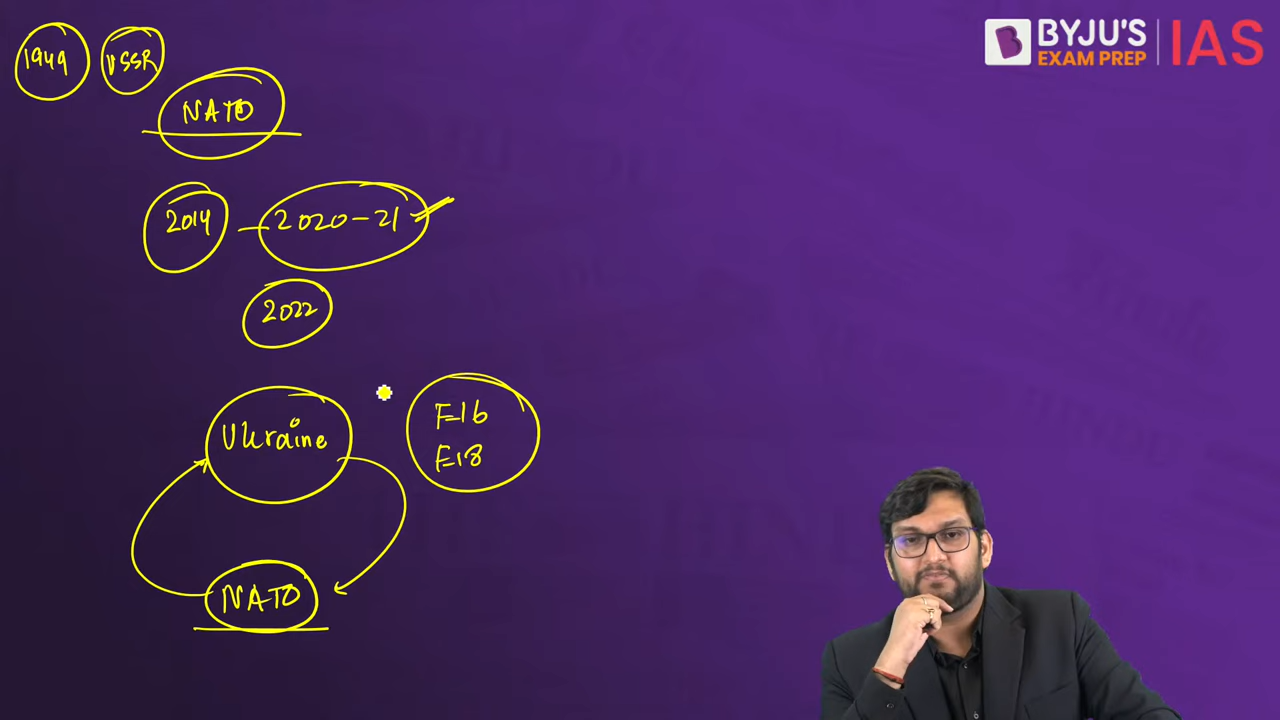 1949 USSR
NATO
2014 – 2020-21
2022
Ukraine
F-16
F-18
NATO
BYJU'S
EXAM PREP
IAS